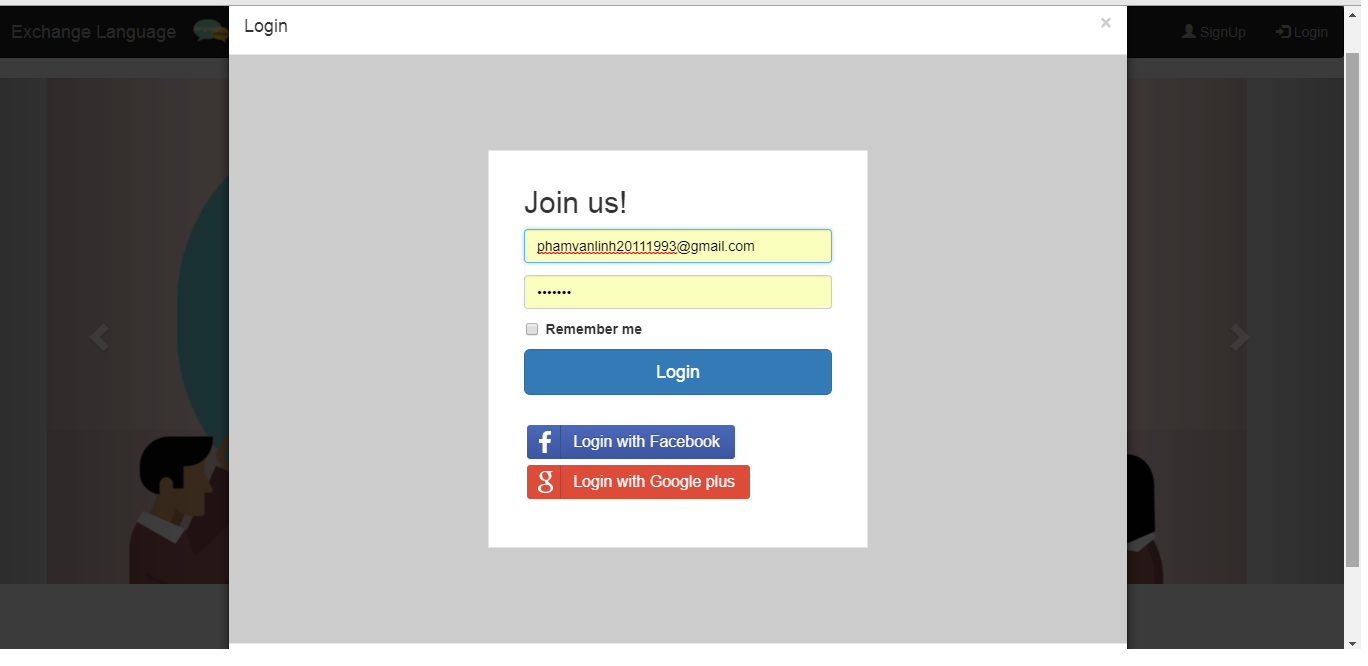 Exchange Language
Login
×
SignUp
Login
Join us!
phamvanlinh20111993@gmail.com
•••••••
Remember me
Login
f Login with Facebook
g Login with Google plus